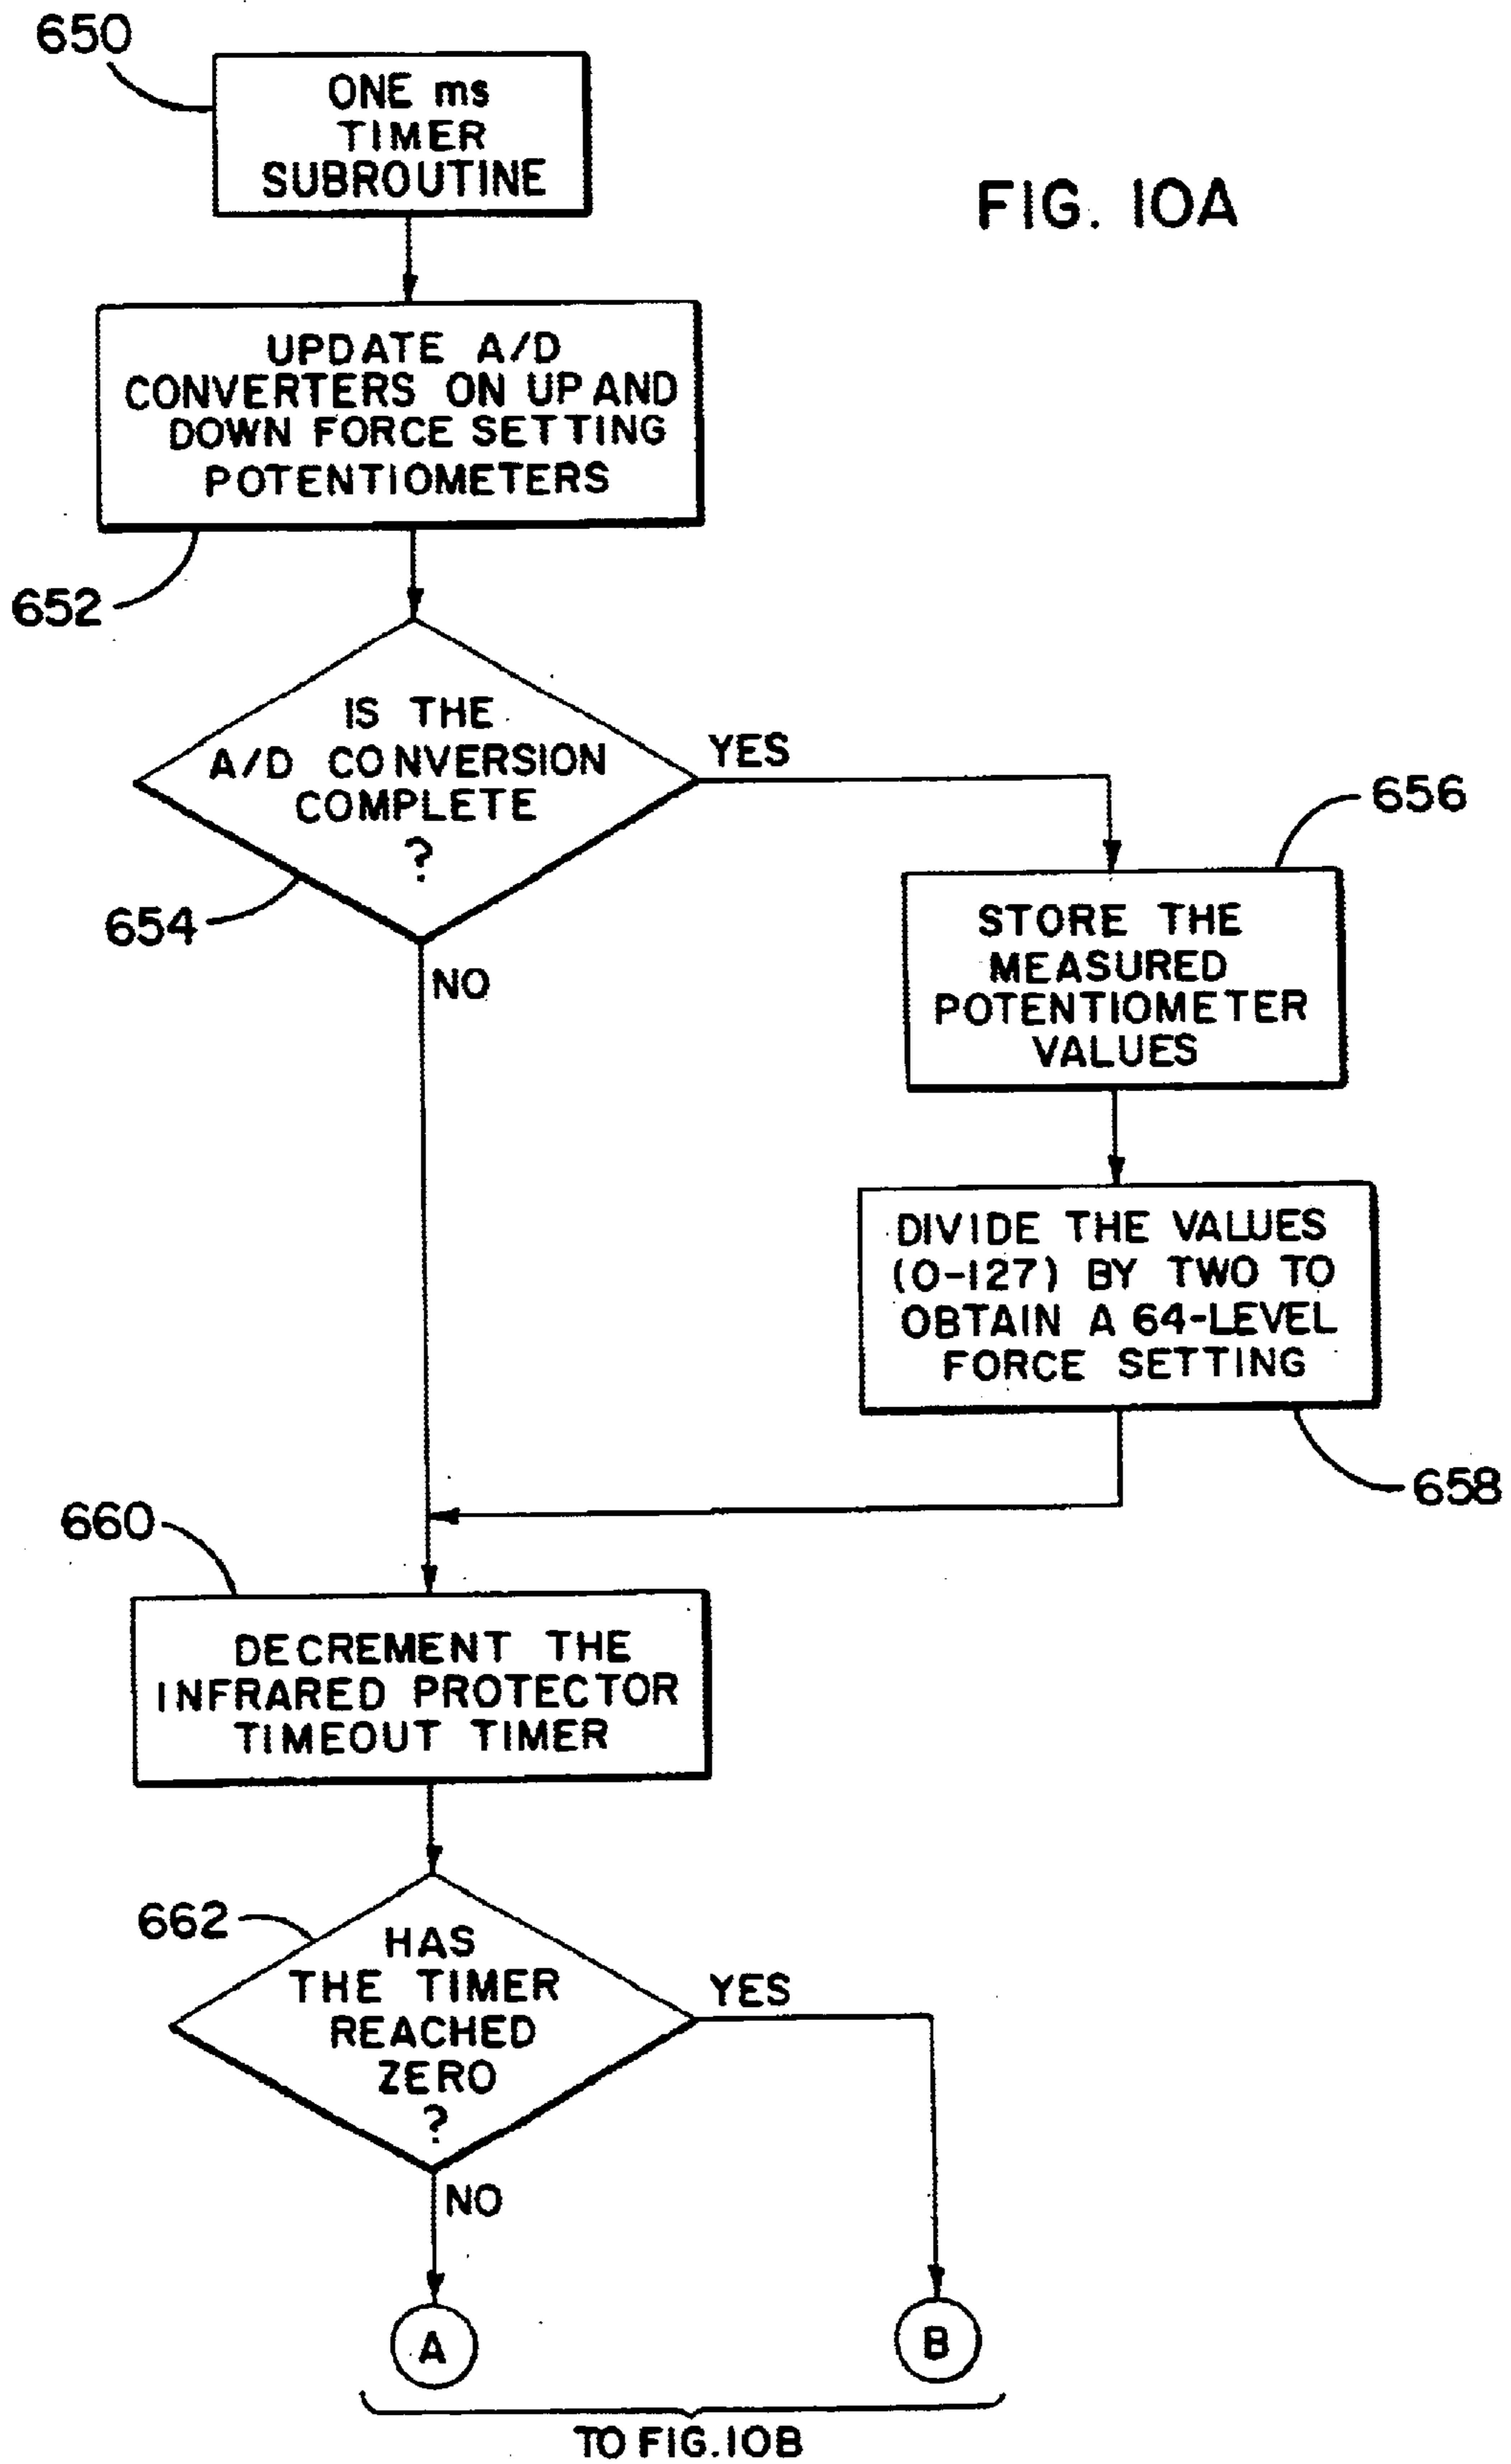 650
ONE ms
TIMER
SUBROUTINE
FIG. 10A
UPDATE A/D
CONVERTERS ON UP AND
DOWN FORCE SETTING
POTENTIOMETERS
652
IS THE
A/D CONVERSION
COMPLETE
?
YES
654
NO
656
STORE THE
MEASURED
POTENTIOMETER
VALUES
DIVIDE THE VALUES
(0-127) BY TWO TO
OBTAIN A 64-LEVEL
FORCE SETTING
658
660
DECREMENT THE
INFRARED PROTECTOR
TIMEOUT TIMER
662
HAS
THE TIMER
REACHED
ZERO
?
YES
NO
A
B
TO FIG. 10B